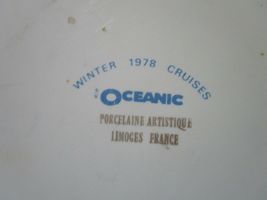 WINTER 1978 CRUISES
OCEANIC
PORCELAINE ARTISTIQUE
LIMOGES FRANCE